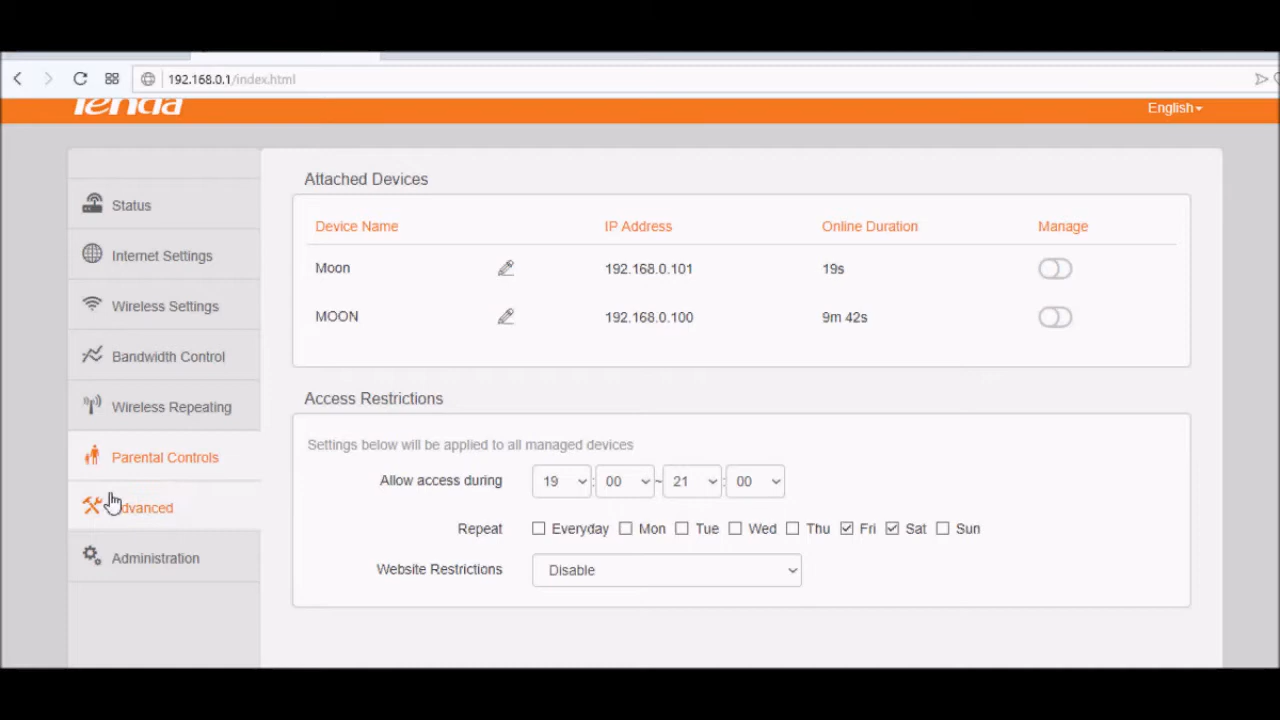 192.168.0.1/index.html
Tenda
English
Status
Internet Settings
Wireless Settings
Bandwidth Control
Wireless Repeating
Parental Controls
Advanced
Administration
Attached Devices
Device Name IP Address Online Duration Manage
Moon 192.168.0.101 19s
MOON 192.168.0.100 9m 42s
Access Restrictions
Settings below will be applied to all managed devices
Allow access during 19 : 00 ~ 21 : 00
Repeat Everyday Mon Tue Wed Thu Fri Sat Sun
Website Restrictions Disable